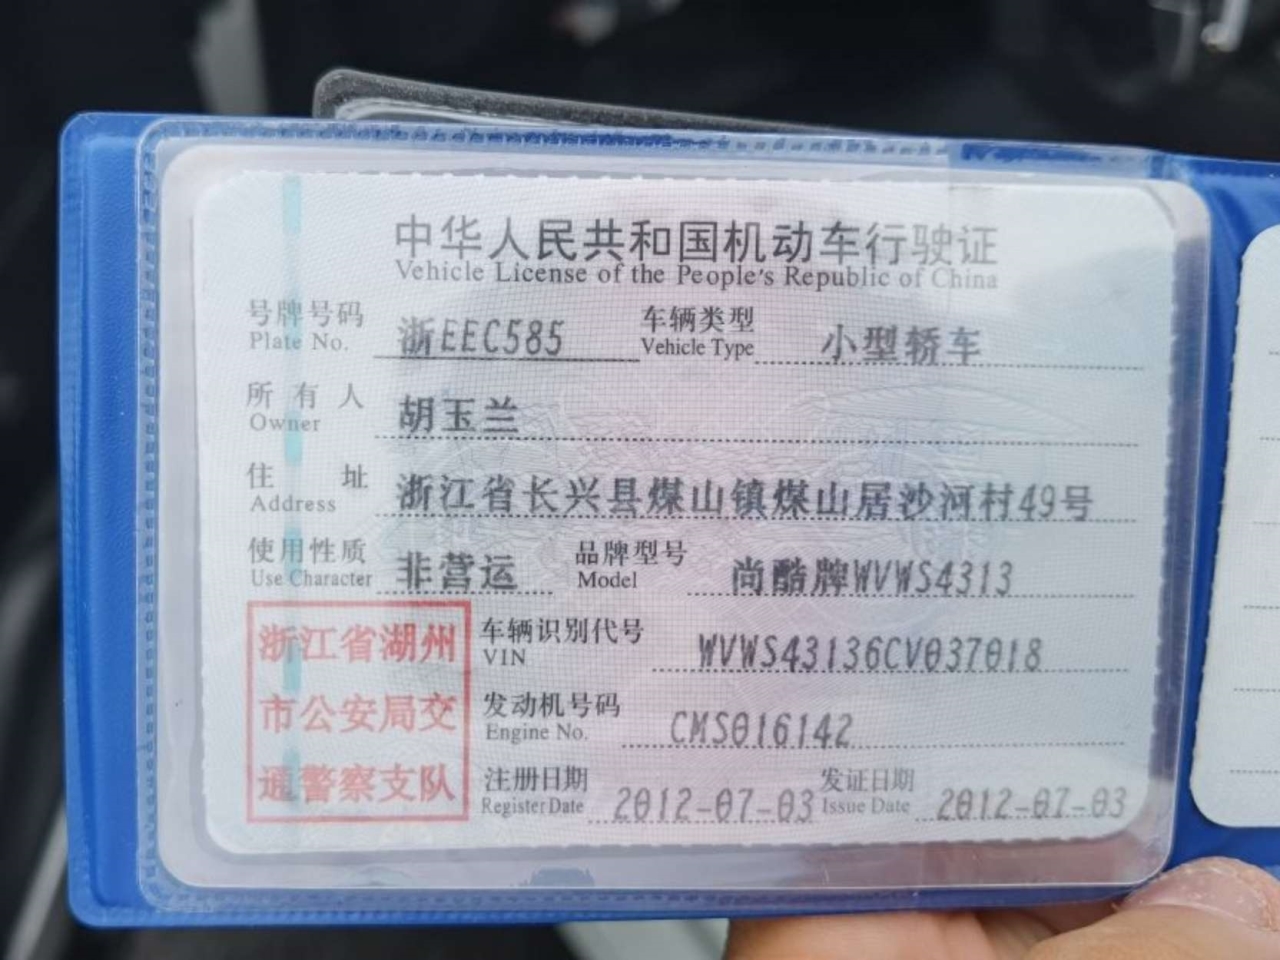 中华人民共和国机动车行驶证
Vehicle License of the People's Republic of China
号牌号码 浙EEC585 车辆类型 小型轿车
Plate No. Vehicle Type
所有人 胡玉兰
Owner
住址 浙江省长兴县煤山镇煤山居沙河村49号
Address
使用性质 非营运 品牌型号 尚酷牌WVWS4313
Use Character Model
浙江省湖州
市公安局交
通警察支队
车辆识别代号 WVWS43136CV037018
VIN
发动机号码 CMS016142
Engine No.
注册日期 2012-07-03 发证日期 2012-07-03
Register Date Issue Date